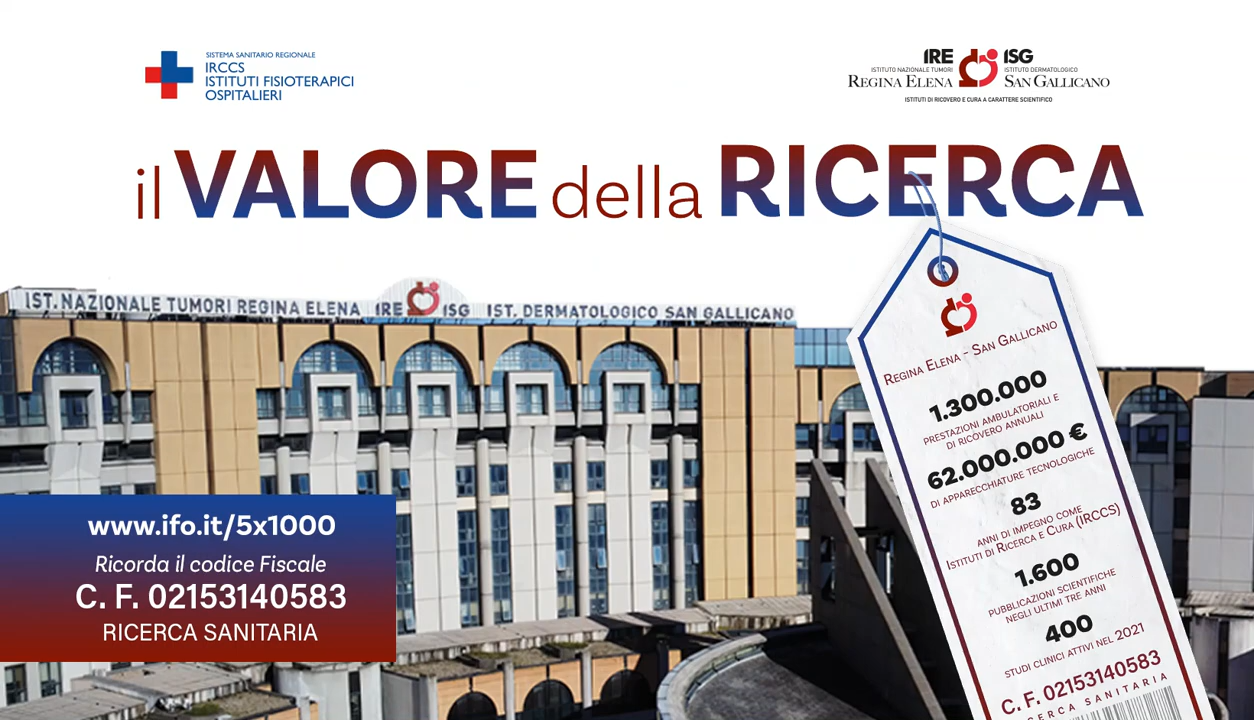 SISTEMA SANITARIO REGIONALE
IRCCS
ISTITUTI FISIOTERAPICI
OSPITALIERI
IRE ISG
ISTITUTO NAZIONALE TUMORI ISTITUTO DERMATOLOGICO
REGINA ELENA SAN GALLICANO
ISTITUTI DI RICOVERO E CURA A CARATTERE SCIENTIFICO
il VALORE della RICERCA
IST. NAZIONALE TUMORI REGINA ELENA IRE ISG IST. DERMATOLOGICO SAN GALLICANO
REGINA ELENA - SAN GALLICANO
1.300.000
PRESTAZIONI AMBULATORIALI E
DI RICOVERO ANNUALI
62.000.000 €
DI APPARECCHIATURE TECNOLOGICHE
83
ANNI DI IMPEGNO COME
ISTITUTI DI RICERCA E CURA (IRCCS)
1.600
PUBBLICAZIONI SCIENTIFICHE
NEGLI ULTIMI TRE ANNI
400
STUDI CLINICI ATTIVI NEL 2021
C. F. 02153140583
CERCA SANITARIA
www.ifo.it/5x1000
Ricorda il codice Fiscale
C. F. 02153140583
RICERCA SANITARIA